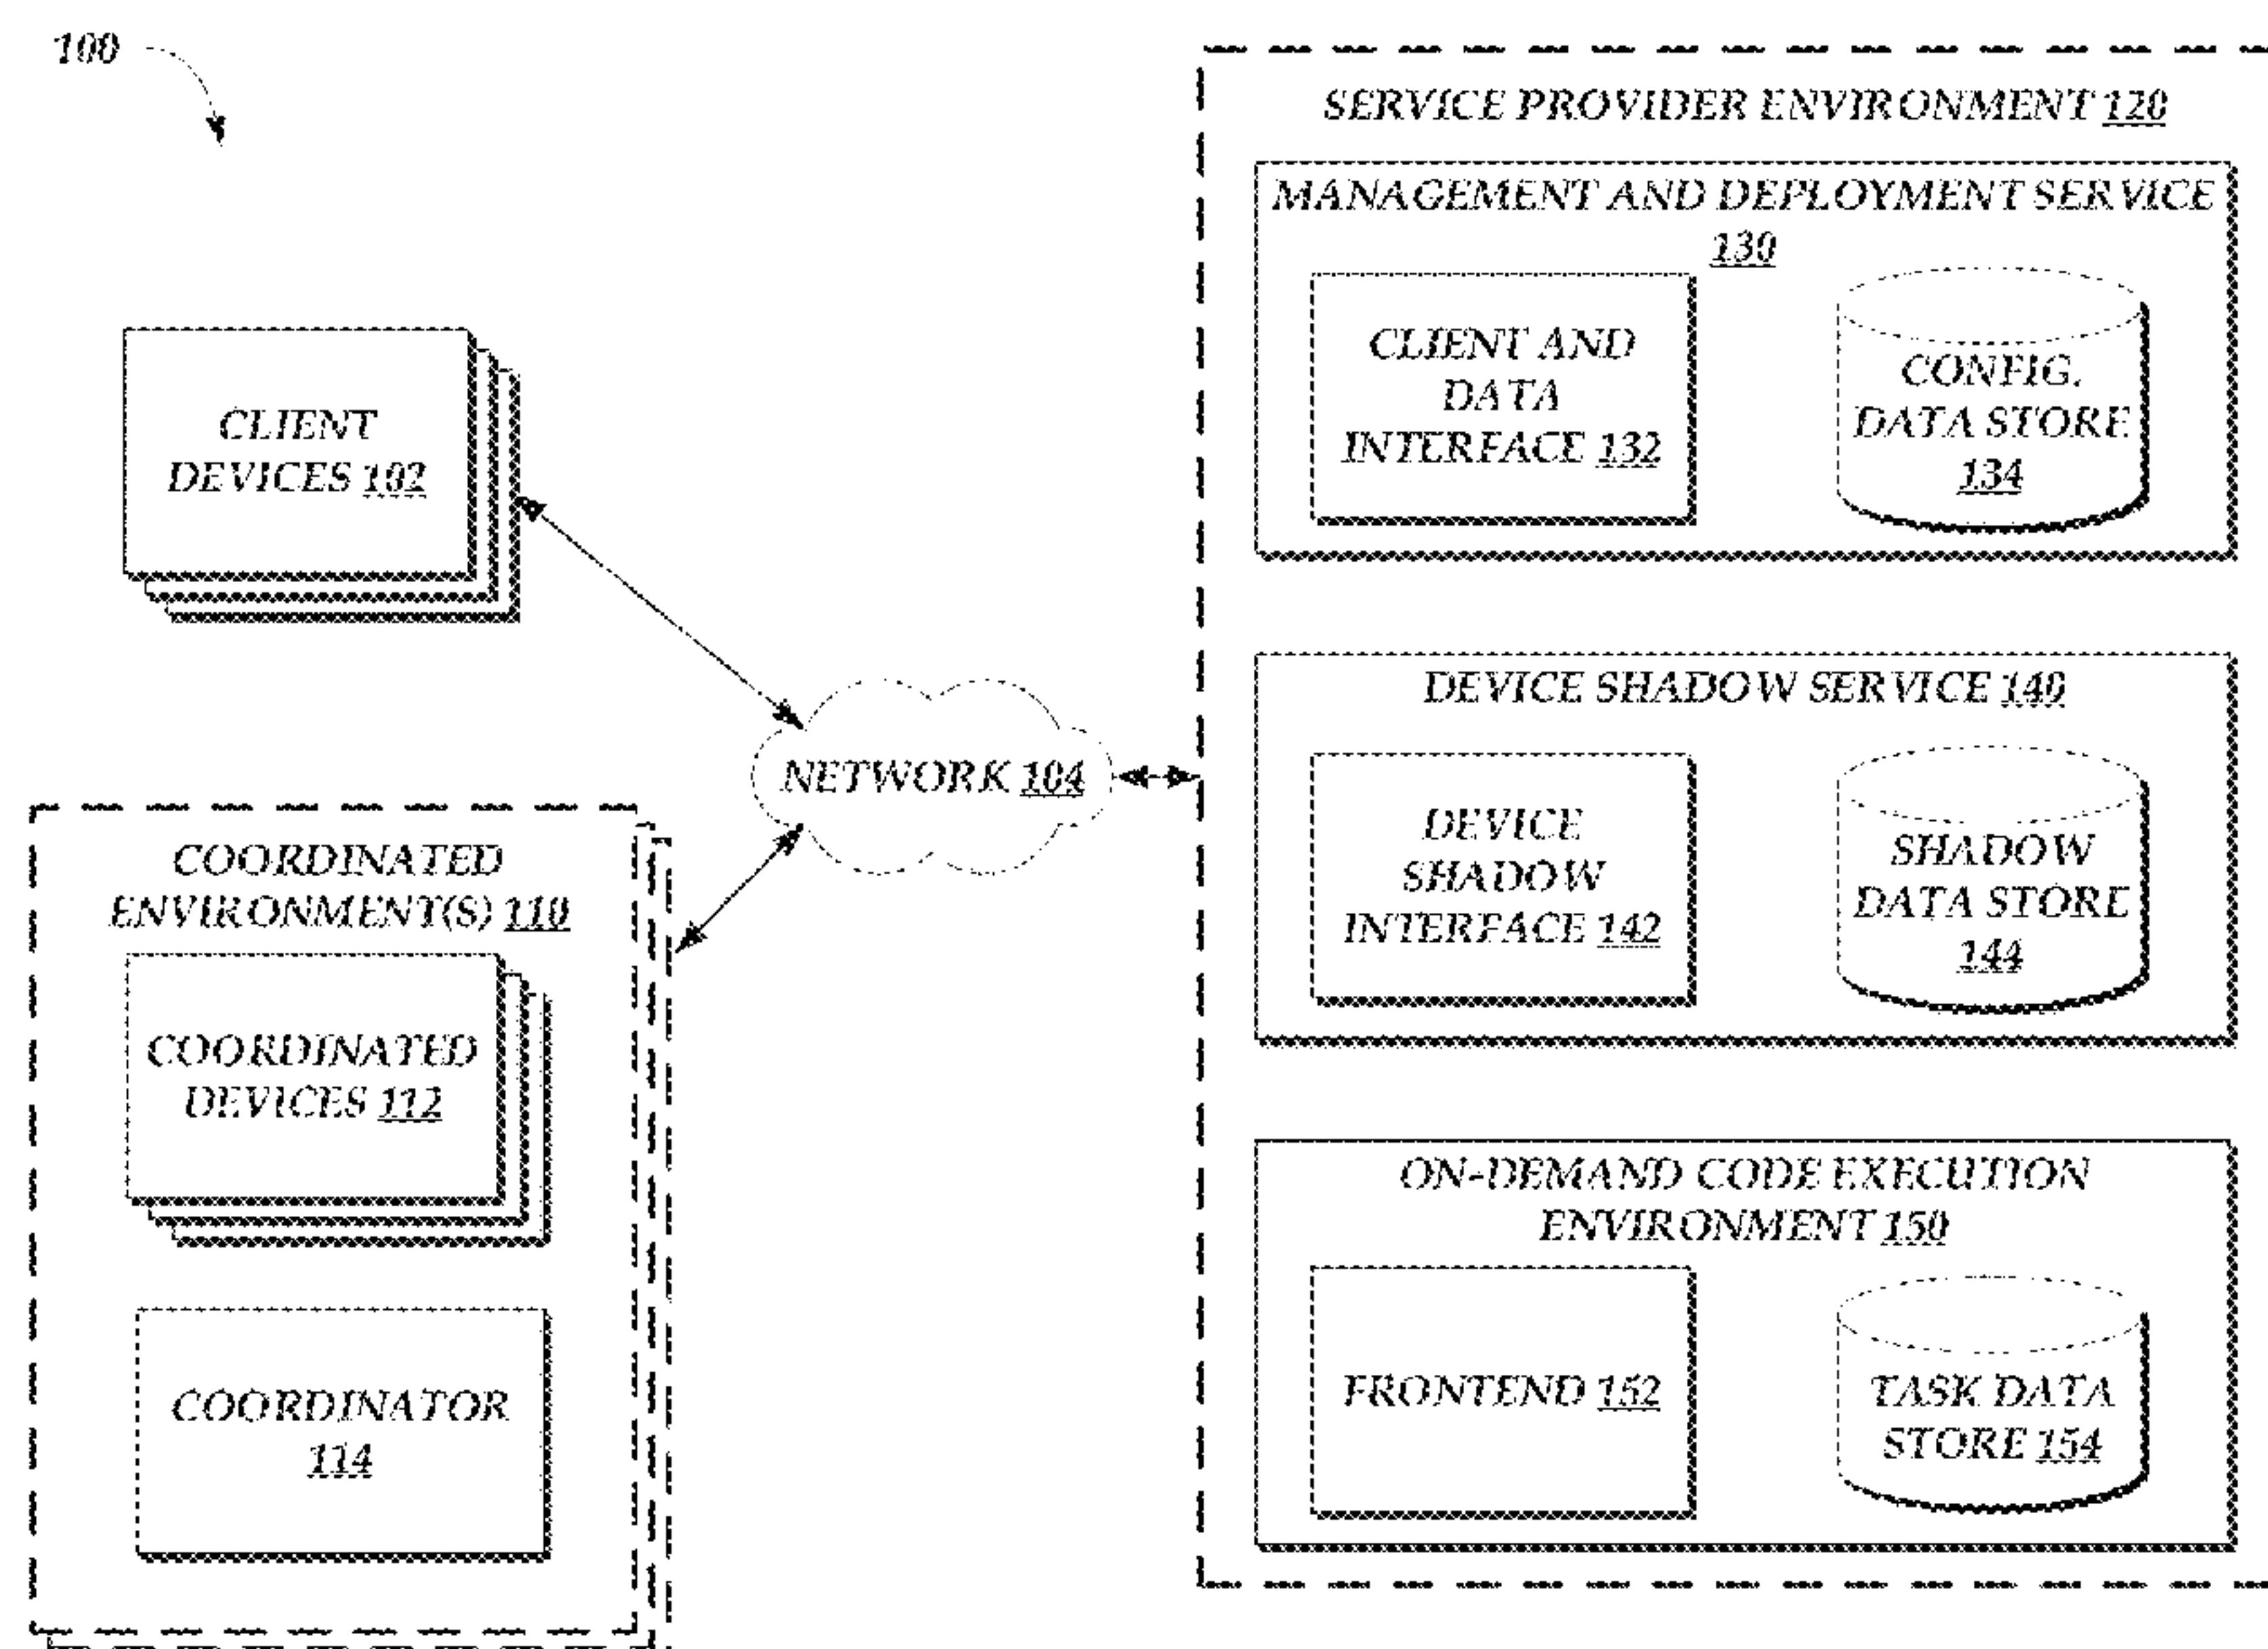 100
SERVICE PROVIDER ENVIRONMENT 120
MANAGEMENT AND DEPLOYMENT SERVICE
130
CLIENT AND
DATA
INTERFACE 132
CONFIG.
DATA STORE
134
CLIENT
DEVICES 102
NETWORK 104
DEVICE SHADOW SERVICE 140
DEVICE
SHADOW
INTERFACE 142
SHADOW
DATA STORE
144
COORDINATED
ENVIRONMENT(S) 110
COORDINATED
DEVICES 112
COORDINATOR
114
ON-DEMAND CODE EXECUTION
ENVIRONMENT 150
FRONTEND 152
TASK DATA
STORE 154